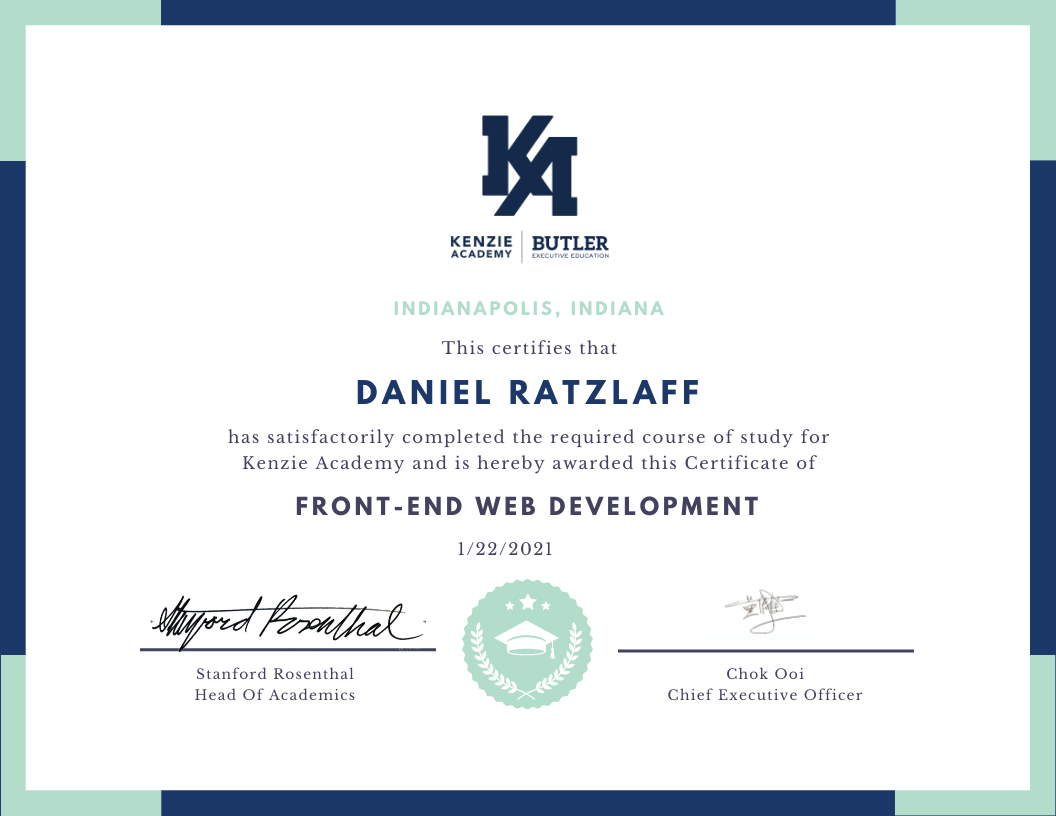 KA
KENZIE ACADEMY
BUTLER
EXECUTIVE EDUCATION
INDIANAPOLIS, INDIANA
This certifies that
DANIEL RATZLAFF
has satisfactorily completed the required course of study for
Kenzie Academy and is hereby awarded this Certificate of
FRONT-END WEB DEVELOPMENT
1/22/2021
Stanford Rosenthal
Stanford Rosenthal
Head Of Academics
Chok Ooi
Chief Executive Officer